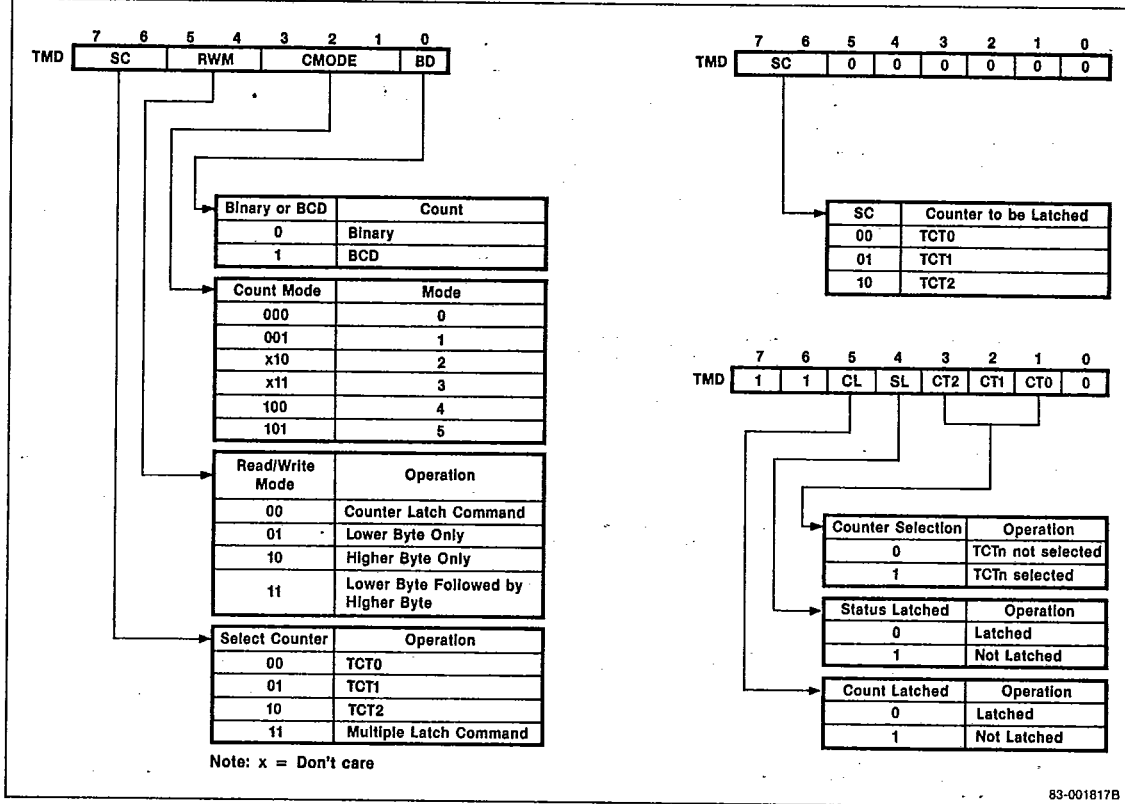 7 6 5 4 3 2 1 0
TMD SC RWM CMODE BD
Binary or BCD Count
0 Binary
1 BCD
Count Mode Mode
000 0
001 1
x10 2
x11 3
100 4
101 5
Read/Write Mode Operation
00 Counter Latch Command
01 Lower Byte Only
10 Higher Byte Only
11 Lower Byte Followed by
Higher Byte
Select Counter Operation
00 TCT0
01 TCT1
10 TCT2
11 Multiple Latch Command
Note: x = Don't care
7 6 5 4 3 2 1 0
TMD SC 0 0 0 0 0 0
SC Counter to be Latched
00 TCT0
01 TCT1
10 TCT2
7 6 5 4 3 2 1 0
TMD 1 1 CL SL CT2 CT1 CT0 0
Counter Selection Operation
0 TCTn not selected
1 TCTn selected
Status Latched Operation
0 Latched
1 Not Latched
Count Latched Operation
0 Latched
1 Not Latched
83-001817B